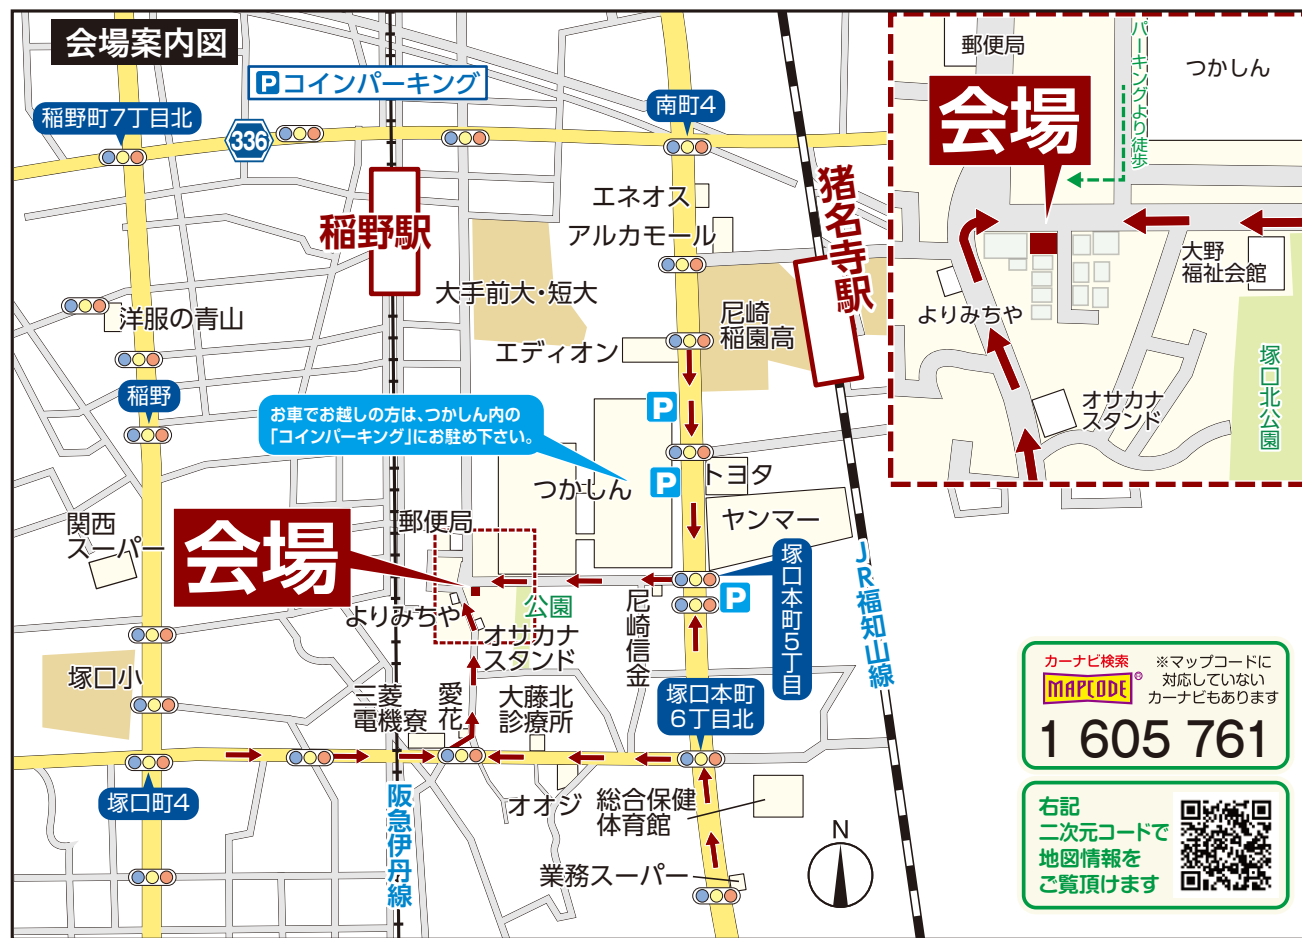 会場案内図
Pコインパーキング
稲野町7丁目北
336
南町4
稲野駅
猪名寺駅
エネオス
アルカモール
大手前大・短大
尼崎
稲園高
洋服の青山
エディオン
稲野
お車でお越しの方は、つかしん内の
「コインパーキング」にお駐め下さい。
P
P
つかしん
トヨタ
ヤンマー
郵便局
関西
スーパー
会場
よりみちや
公園
オサカナ
スタンド
尼崎信金
P
塚口本町5丁目
JR福知山線
塚口小
三菱
電機寮
愛花
大藤北
診療所
塚口本町
6丁目北
塚口町4
阪急伊丹線
オオジ
総合保健
体育館
業務スーパー
N
郵便局
パーキングより徒歩
つかしん
会場
大野
福祉会館
よりみちや
オサカナ
スタンド
塚口北公園
カーナビ検索
MAPCODE®
※マップコードに
対応していない
カーナビもあります
1 605 761
右記
二次元コードで
地図情報を
ご覧頂けます